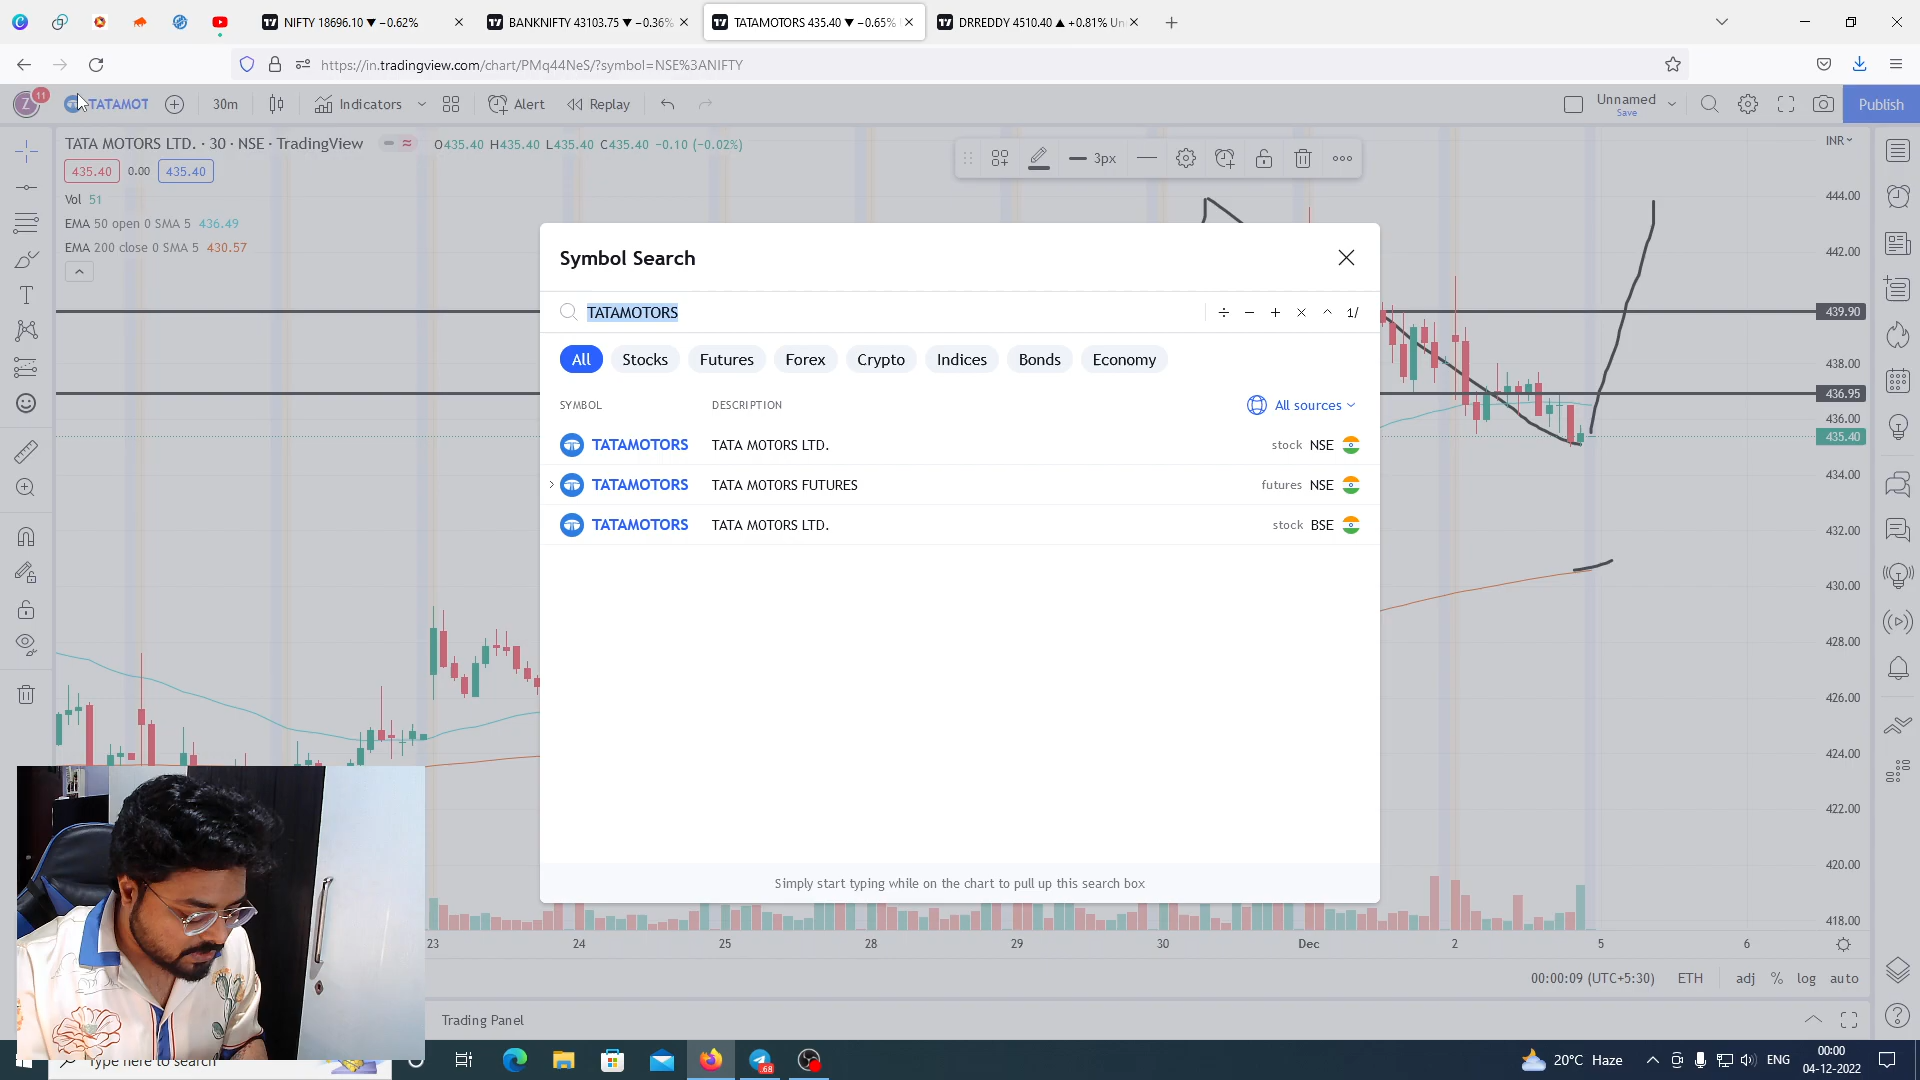 NIFTY 18696.10 ▼ −0.62%
BANKNIFTY 43103.75 ▼ −0.36%
TATAMOTORS 435.40 ▼ −0.65%
DRREDDY 4510.40 ▲ +0.81% Un
https://in.tradingview.com/chart/PMq44NeS/?symbol=NSE%3ANIFTY
Z 11 TATAMOT 30m Indicators Alert Replay Unnamed Save Publish
TATA MOTORS LTD. · 30 · NSE · TradingView O435.40 H435.40 L435.40 C435.40 −0.10 (−0.02%)
3px
INR
435.40 0.00 435.40
Vol 51
EMA 50 open 0 SMA 5 436.49
EMA 200 close 0 SMA 5 430.57
Symbol Search
TATAMOTORS
÷ − + × ^ 1/
All Stocks Futures Forex Crypto Indices Bonds Economy
SYMBOL DESCRIPTION All sources
TATAMOTORS TATA MOTORS LTD. stock NSE
TATAMOTORS TATA MOTORS FUTURES futures NSE
TATAMOTORS TATA MOTORS LTD. stock BSE
Simply start typing while on the chart to pull up this search box
444.00
442.00
439.90
438.00
436.95
436.00
435.40
434.00
432.00
430.00
428.00
426.00
424.00
422.00
420.00
418.00
23 24 25 28 29 30 Dec 2 5 6
00:00:09 (UTC+5:30) ETH adj % log auto
Trading Panel
Type here to search
.68
20°C Haze
ENG
00:00
04-12-2022